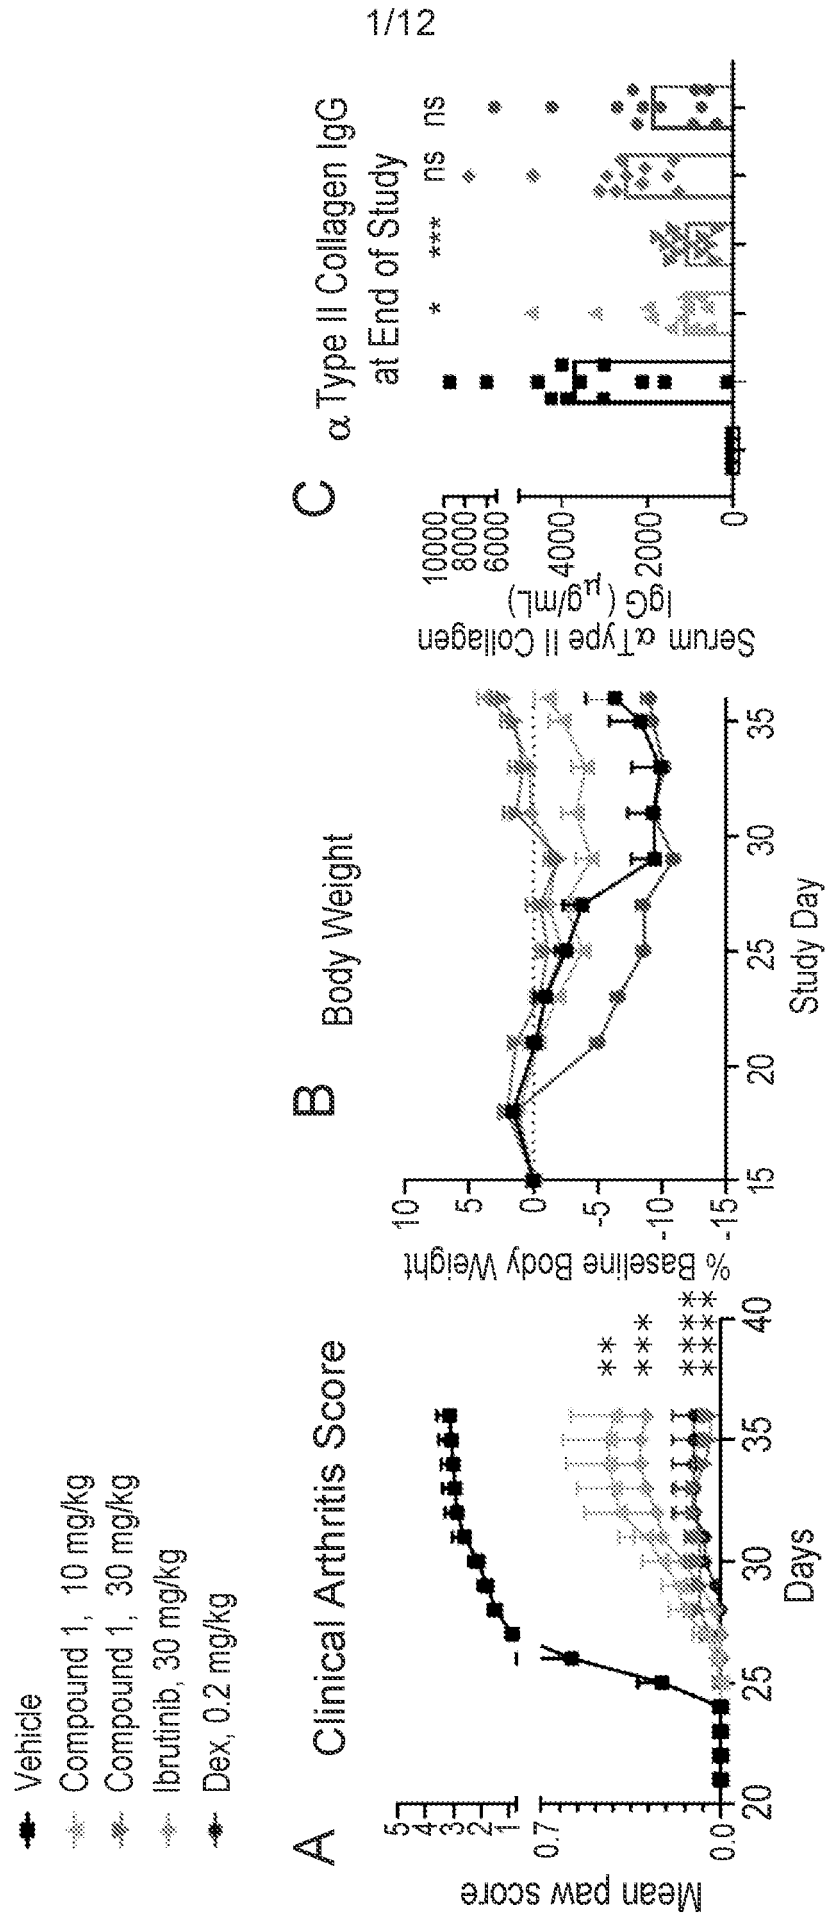 1/12
Vehicle
Compound 1, 10 mg/kg
Compound 1, 30 mg/kg
Ibrutinib, 30 mg/kg
Dex, 0.2 mg/kg
A
Clinical Arthritis Score
Mean paw score
5
4
3
2
1
0.7
0.0
20
25
30
35
40
Days
**
***
****
****
B
Body Weight
% Baseline Body Weight
10
5
0
-5
-10
-15
15
20
25
30
35
Study Day
C
α Type II Collagen IgG
at End of Study
Serum αType II Collagen
IgG (μg/mL)
10000
8000
6000
4000
2000
0
*
***
ns
ns